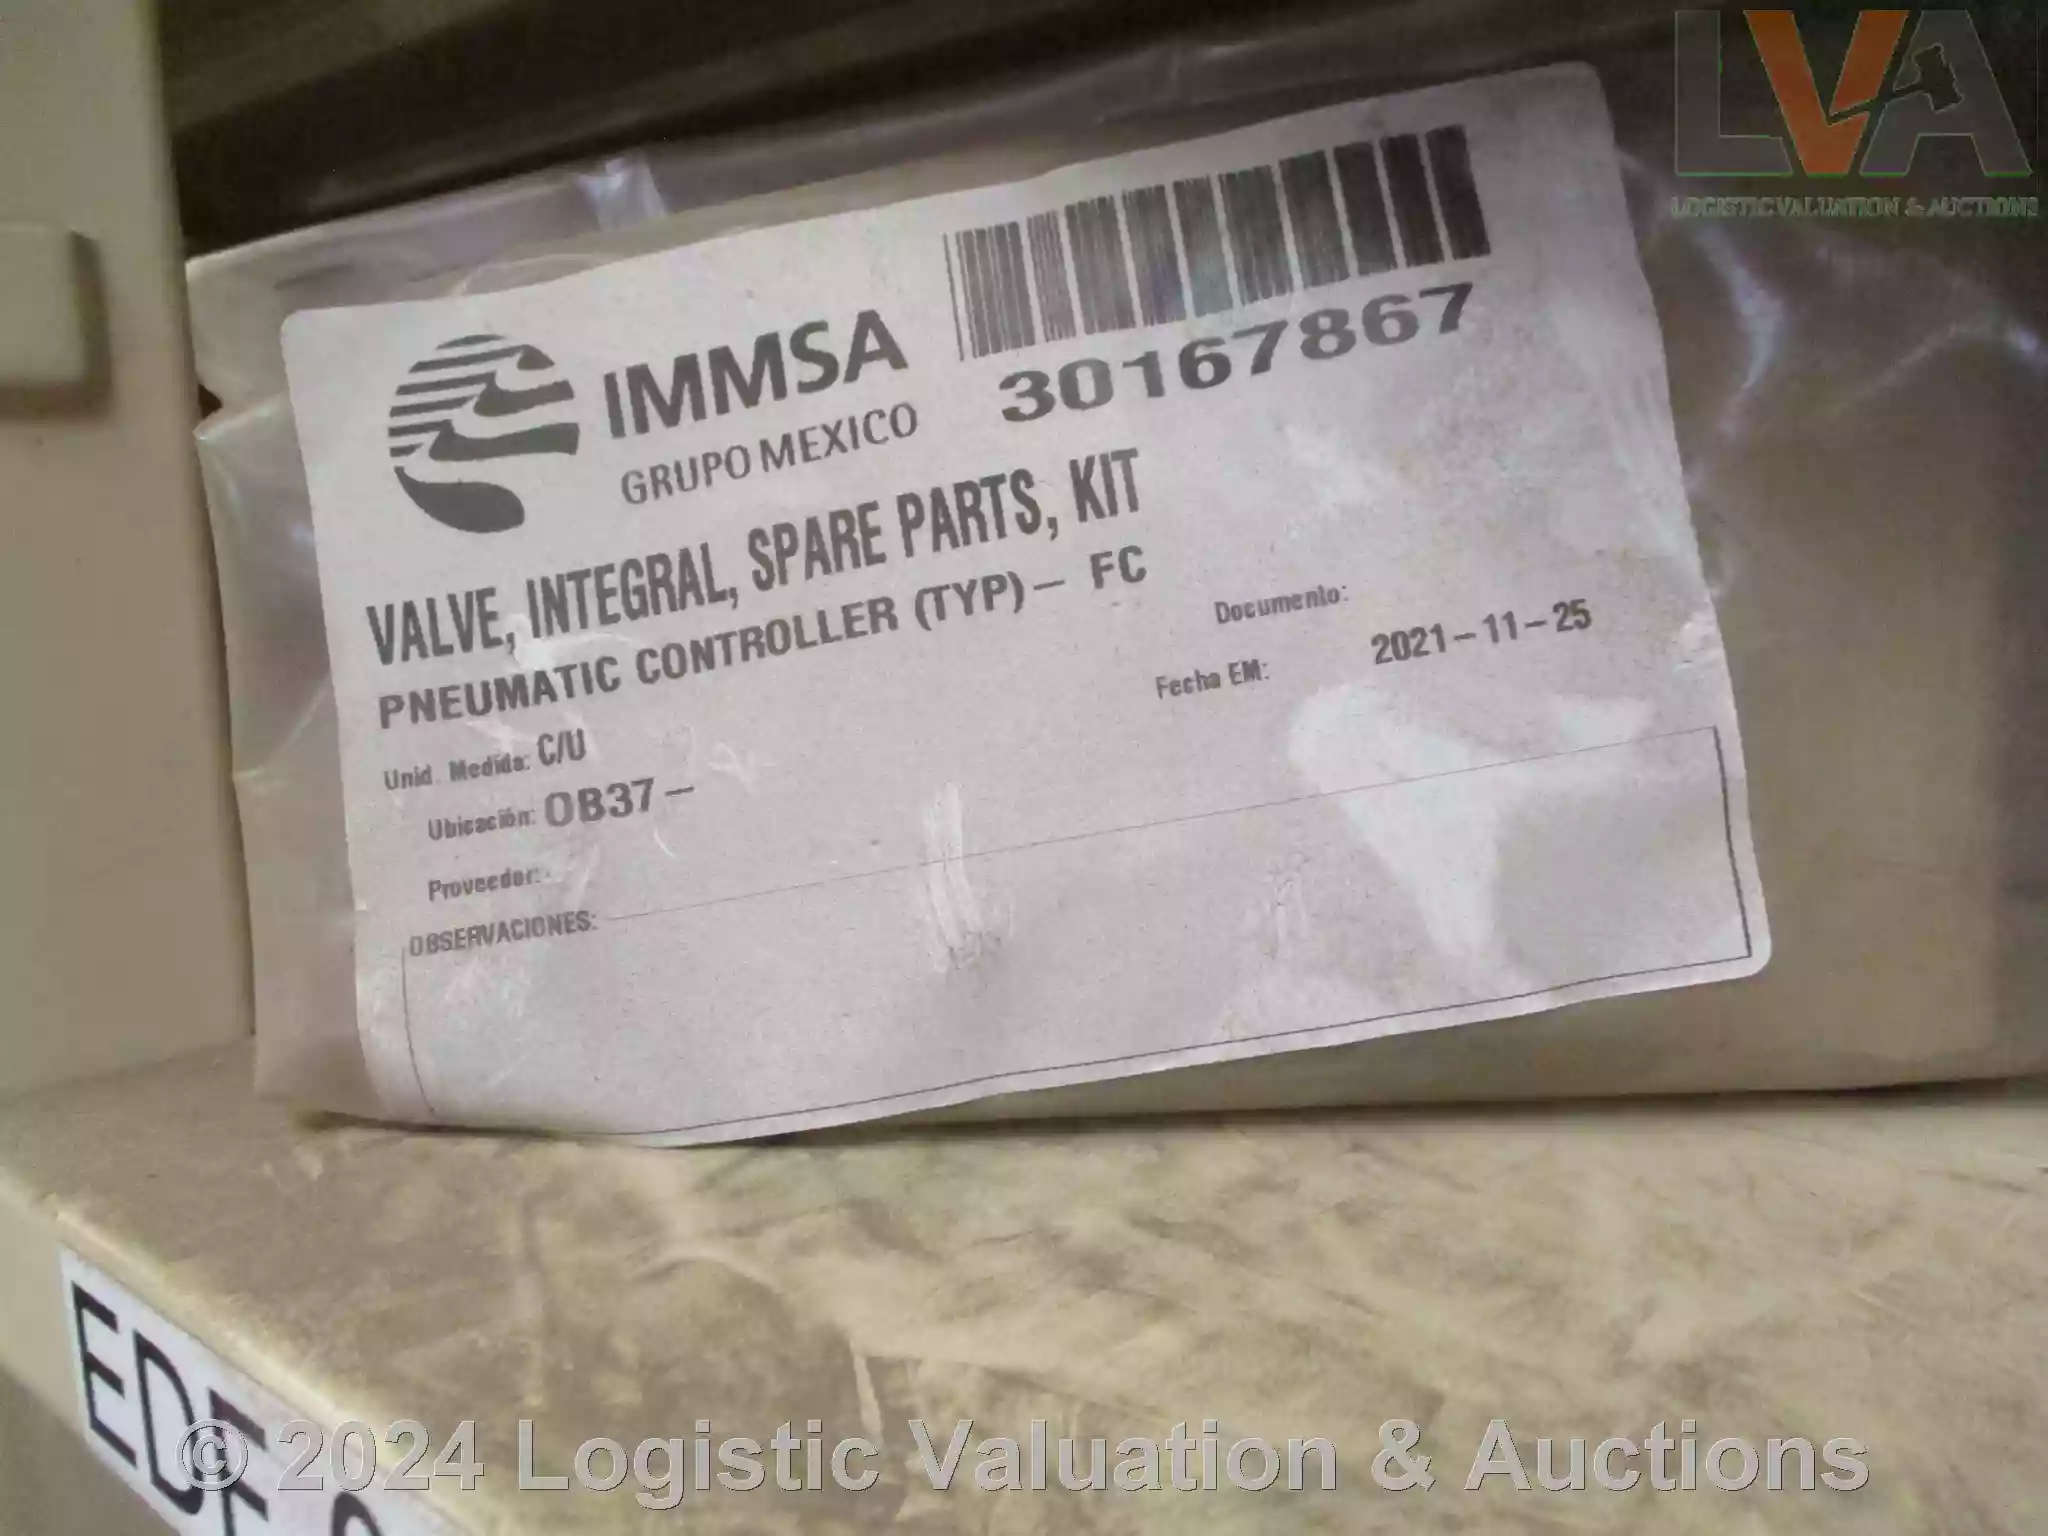 LVA
LOGISTIC VALUATION & AUCTIONS
IMMSA
GRUPO MEXICO
30167867
VALVE, INTEGRAL, SPARE PARTS, KIT
PNEUMATIC CONTROLLER (TYP) - FC
Documento:
Unid. Medida: C/U
Fecha EM: 2021-11-25
Ubicación: OB37-
Proveedor: -
OBSERVACIONES:
© 2024 Logistic Valuation & Auctions